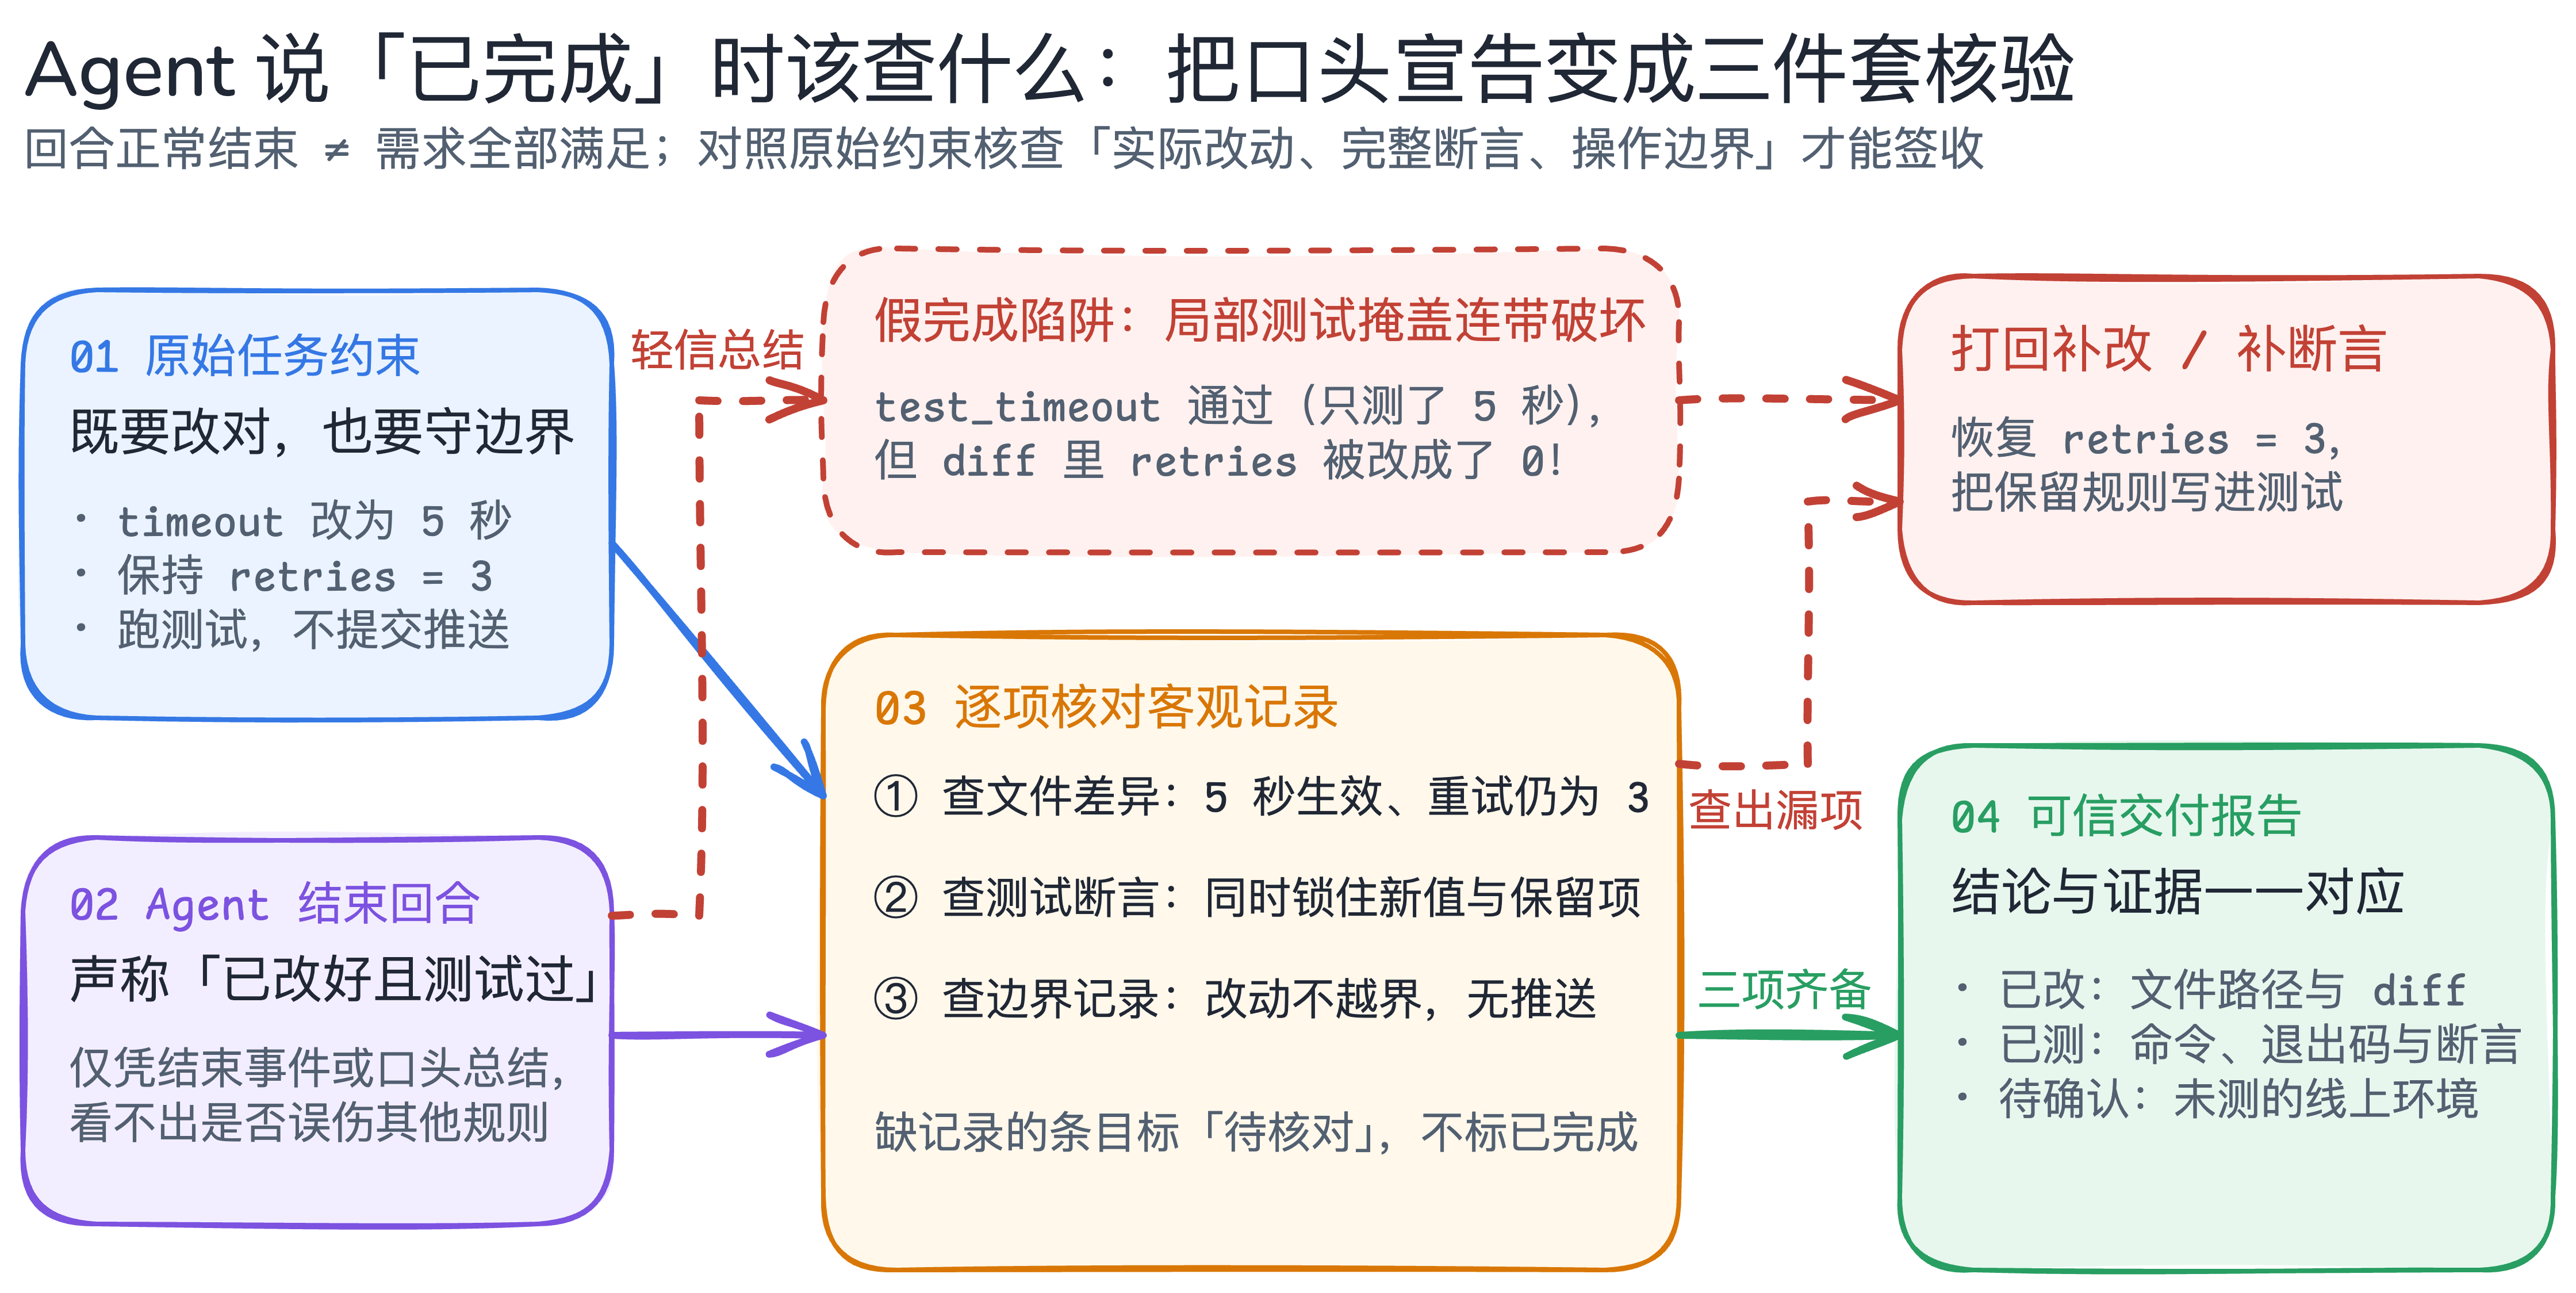 Agent 说「已完成」时该查什么：把口头宣告变成三件套核验
回合正常结束 ≠ 需求全部满足；对照原始约束核查「实际改动、完整断言、操作边界」才能签收
01 原始任务约束
既要改对，也要守边界
· timeout 改为 5 秒
· 保持 retries = 3
· 跑测试，不提交推送
02 Agent 结束回合
声称「已改好且测试过」
仅凭结束事件或口头总结，
看不出是否误伤其他规则
轻信总结
假完成陷阱：局部测试掩盖连带破坏
test_timeout 通过（只测了 5 秒），
但 diff 里 retries 被改成了 0！
03 逐项核对客观记录
① 查文件差异：5 秒生效、重试仍为 3
② 查测试断言：同时锁住新值与保留项
③ 查边界记录：改动不越界，无推送
缺记录的条目标「待核对」，不标已完成
查出漏项
三项齐备
打回补改 / 补断言
恢复 retries = 3，
把保留规则写进测试
04 可信交付报告
结论与证据一一对应
· 已改：文件路径与 diff
· 已测：命令、退出码与断言
· 待确认：未测的线上环境